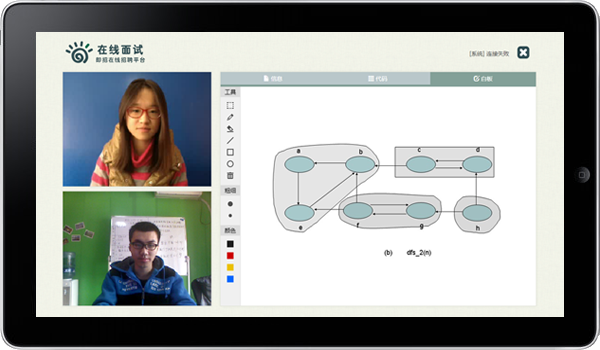 在线面试
即招在线招聘平台
[系统] 连接失败
信息
代码
白板
工具
粗细
颜色
a
b
c
d
e
f
g
h
(b) dfs_2(n)